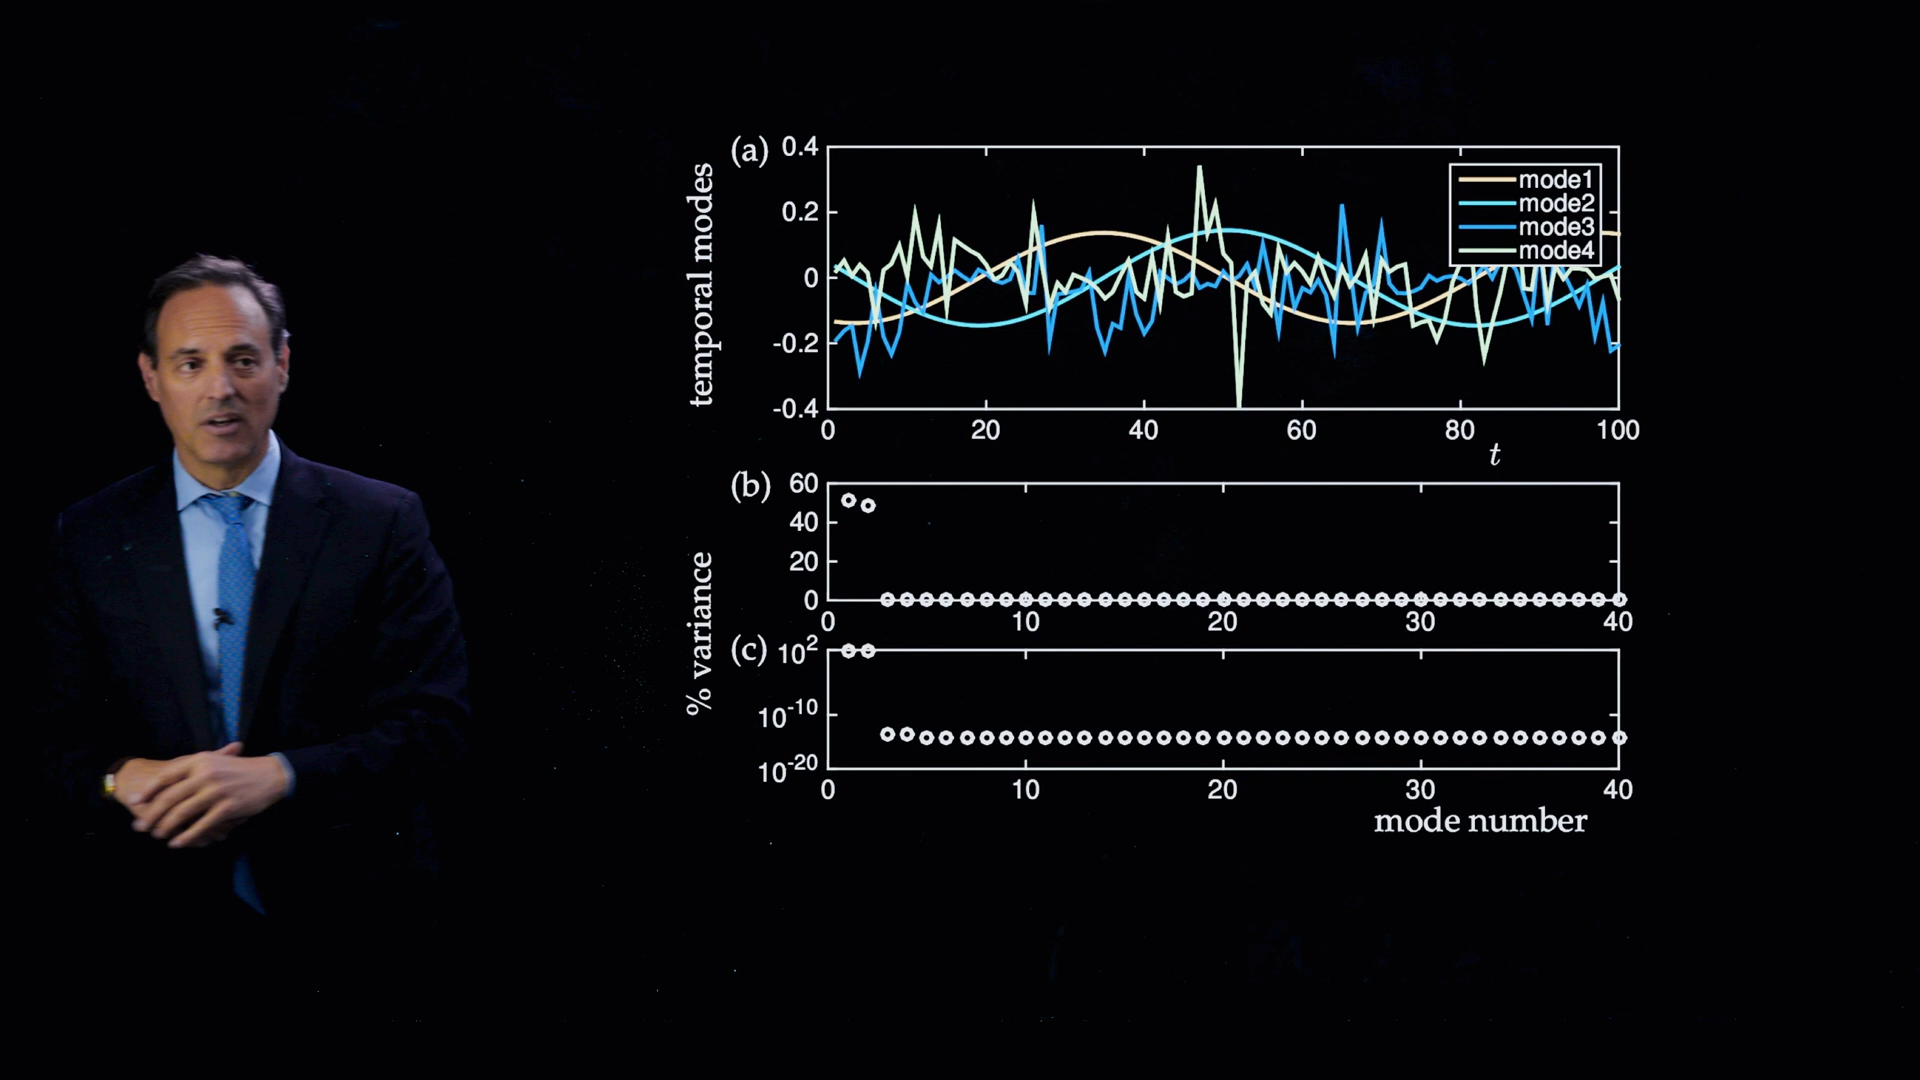 (a)
temporal modes
0.4
0.2
0
-0.2
-0.4
mode1
mode2
mode3
mode4
0 20 40 60 80 100
t
% variance
(b)
60
40
20
0
0 10 20 30 40
(c)
10^2
10^-10
10^-20
0 10 20 30 40
mode number